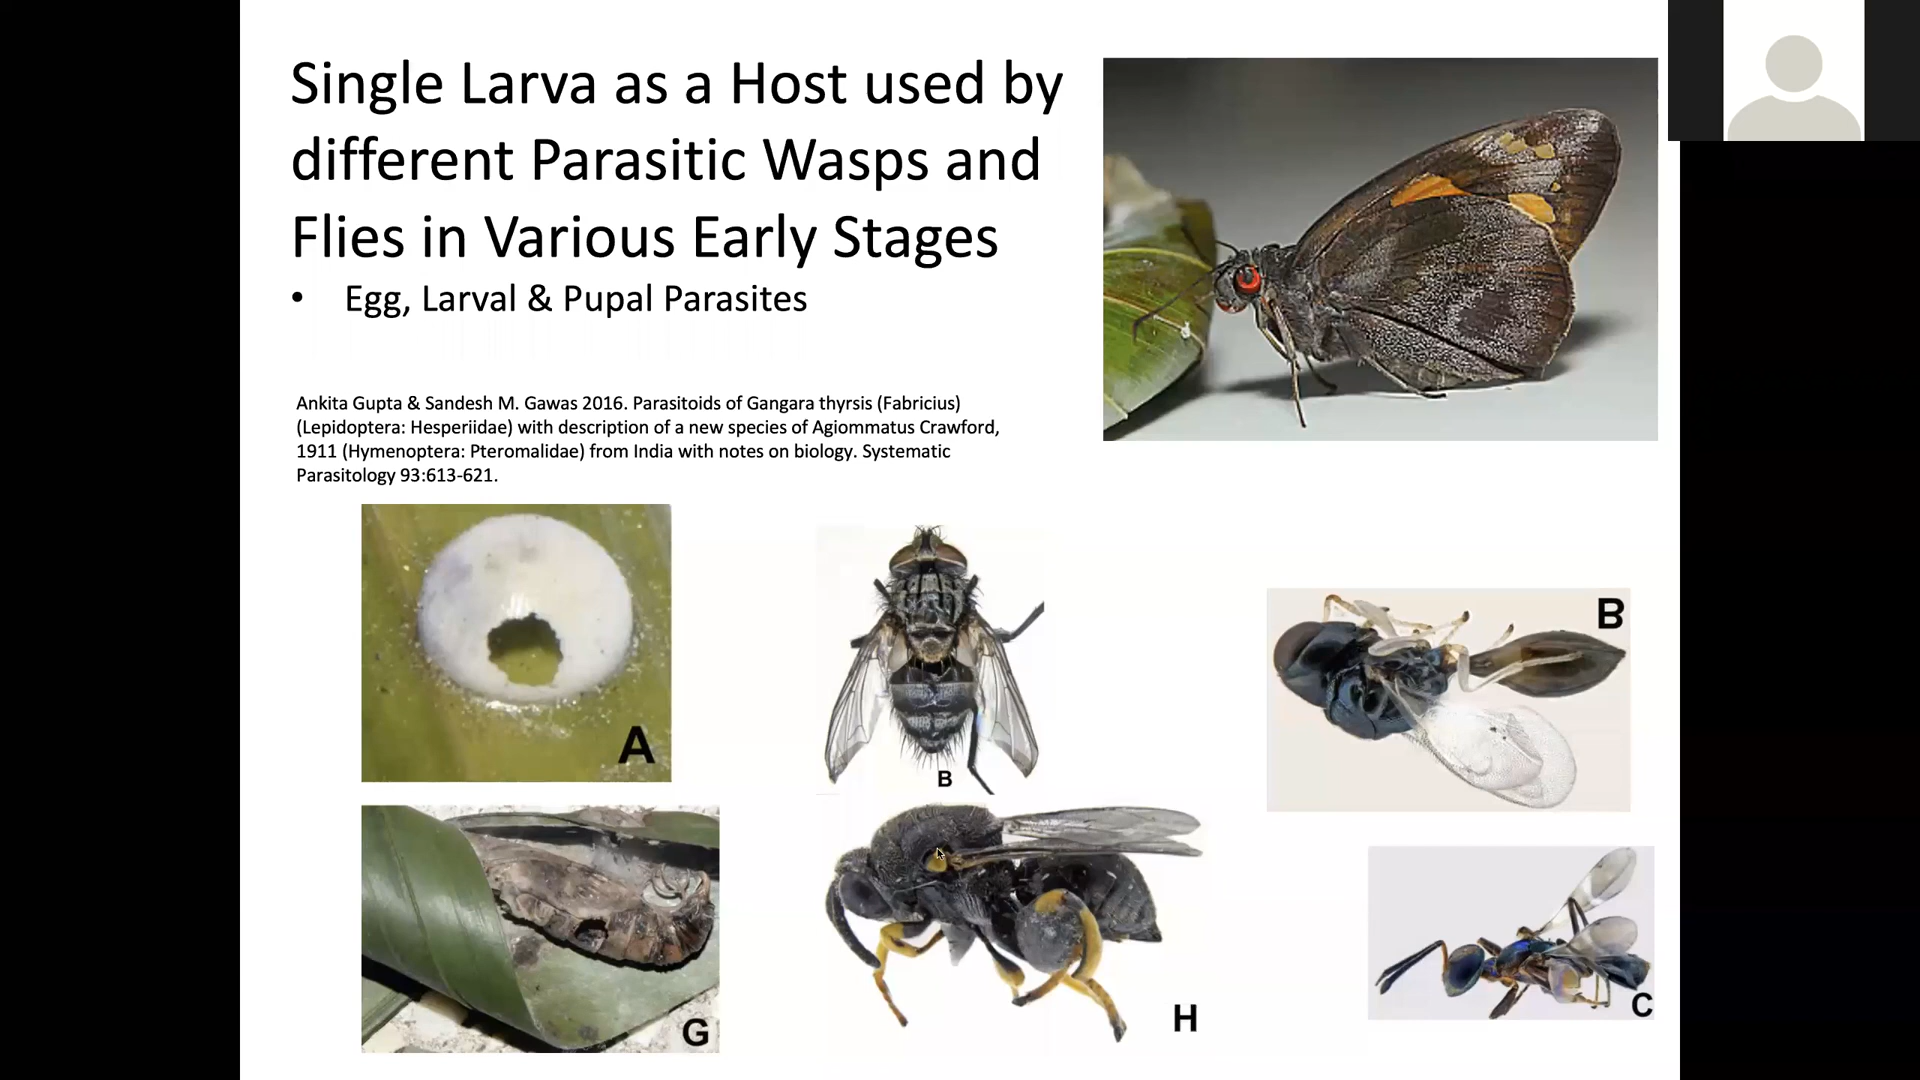 Single Larva as a Host used by
different Parasitic Wasps and
Flies in Various Early Stages
• Egg, Larval & Pupal Parasites
Ankita Gupta & Sandesh M. Gawas 2016. Parasitoids of Gangara thyrsis (Fabricius)
(Lepidoptera: Hesperiidae) with description of a new species of Agiommatus Crawford,
1911 (Hymenoptera: Pteromalidae) from India with notes on biology. Systematic
Parasitology 93:613-621.
A
B
B
G
H
C